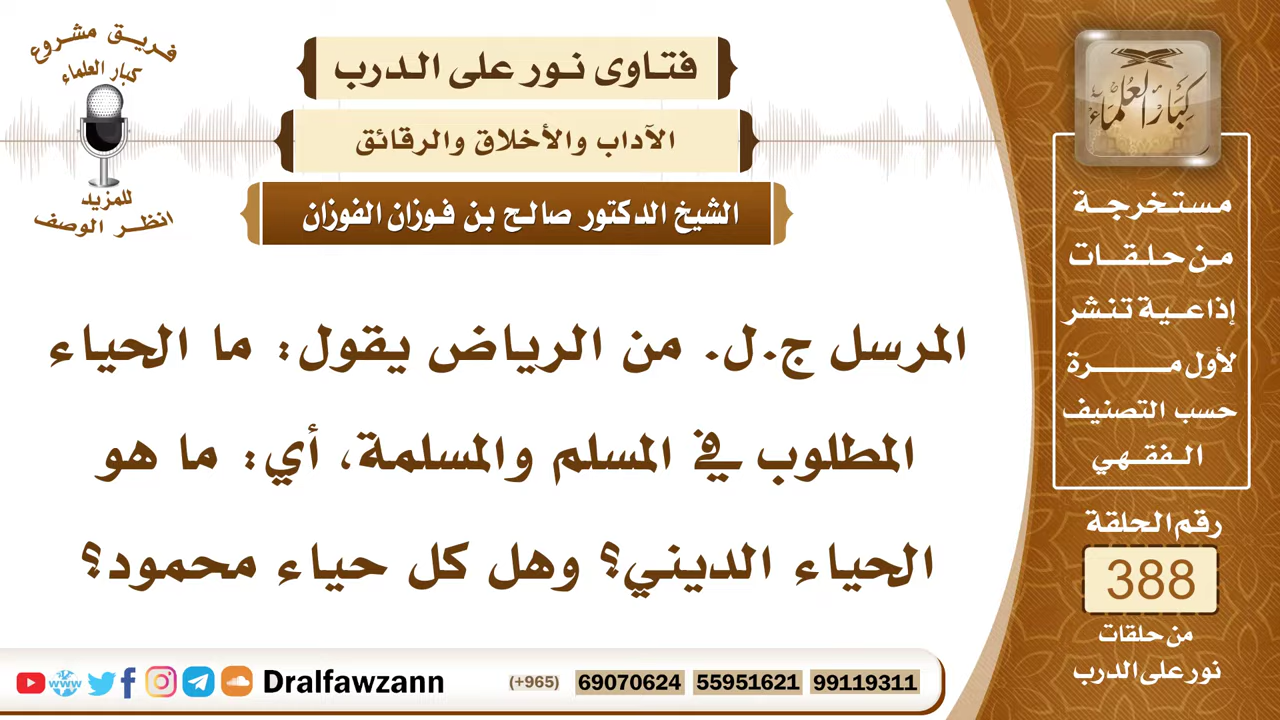 فريق مشروع
كبار العلماء
للمزيد
انظر الوصف
فتاوى نور على الدرب
الآداب والأخلاق والرقائق
الشيخ الدكتور صالح بن فوزان الفوزان
المرسل ج.ل. من الرياض يقول: ما الحياء
المطلوب في المسلم والمسلمة، أي: ما هو
الحياء الديني؟ وهل كل حياء محمود؟
كبار العلماء
مستخرجة
من حلقات
إذاعية تنشر
لأول مرة
حسب التصنيف
الفقهي
رقم الحلقة
388
من حلقات
نور على الدرب
Dralfawzann (+965) 69070624 55951621 99119311